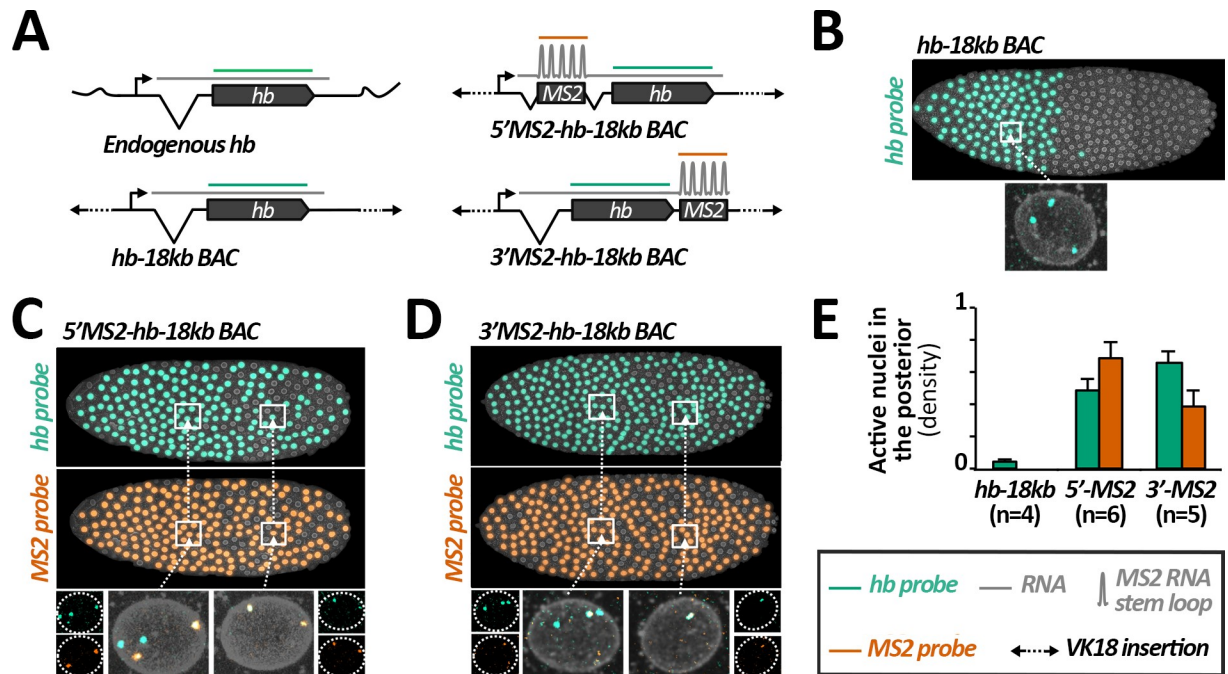 A
hb
Endogenous hb
hb
hb-18kb BAC
MS2
hb
5'MS2-hb-18kb BAC
hb
MS2
3'MS2-hb-18kb BAC
B
hb-18kb BAC
hb probe
C
5'MS2-hb-18kb BAC
hb probe
MS2 probe
D
3'MS2-hb-18kb BAC
hb probe
MS2 probe
E
Active nuclei in
the posterior
(density)
1
0
hb-18kb
(n=4)
5'-MS2
(n=6)
3'-MS2
(n=5)
hb probe
RNA
MS2 RNA
stem loop
MS2 probe
VK18 insertion